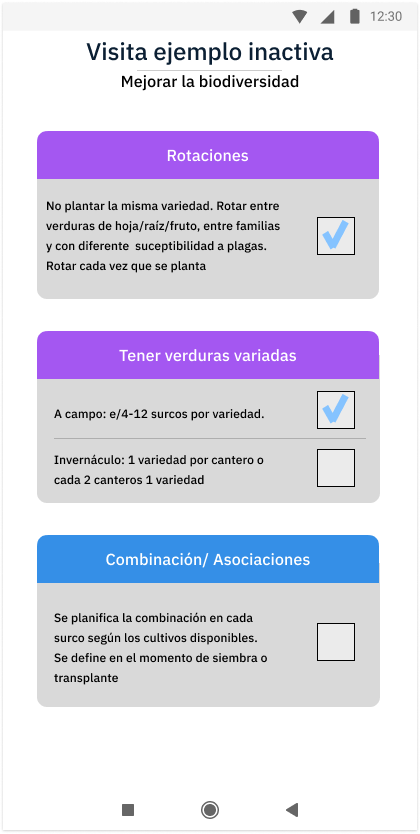 12:30
Visita ejemplo inactiva
Mejorar la biodiversidad
Rotaciones
No plantar la misma variedad. Rotar entre
verduras de hoja/raíz/fruto, entre familias
y con diferente  suceptibilidad a plagas.
Rotar cada vez que se planta
Tener verduras variadas
A campo: e/4-12 surcos por variedad.
Invernáculo: 1 variedad por cantero o
cada 2 canteros 1 variedad
Combinación/ Asociaciones
Se planifica la combinación en cada
surco según los cultivos disponibles.
Se define en el momento de siembra o
transplante